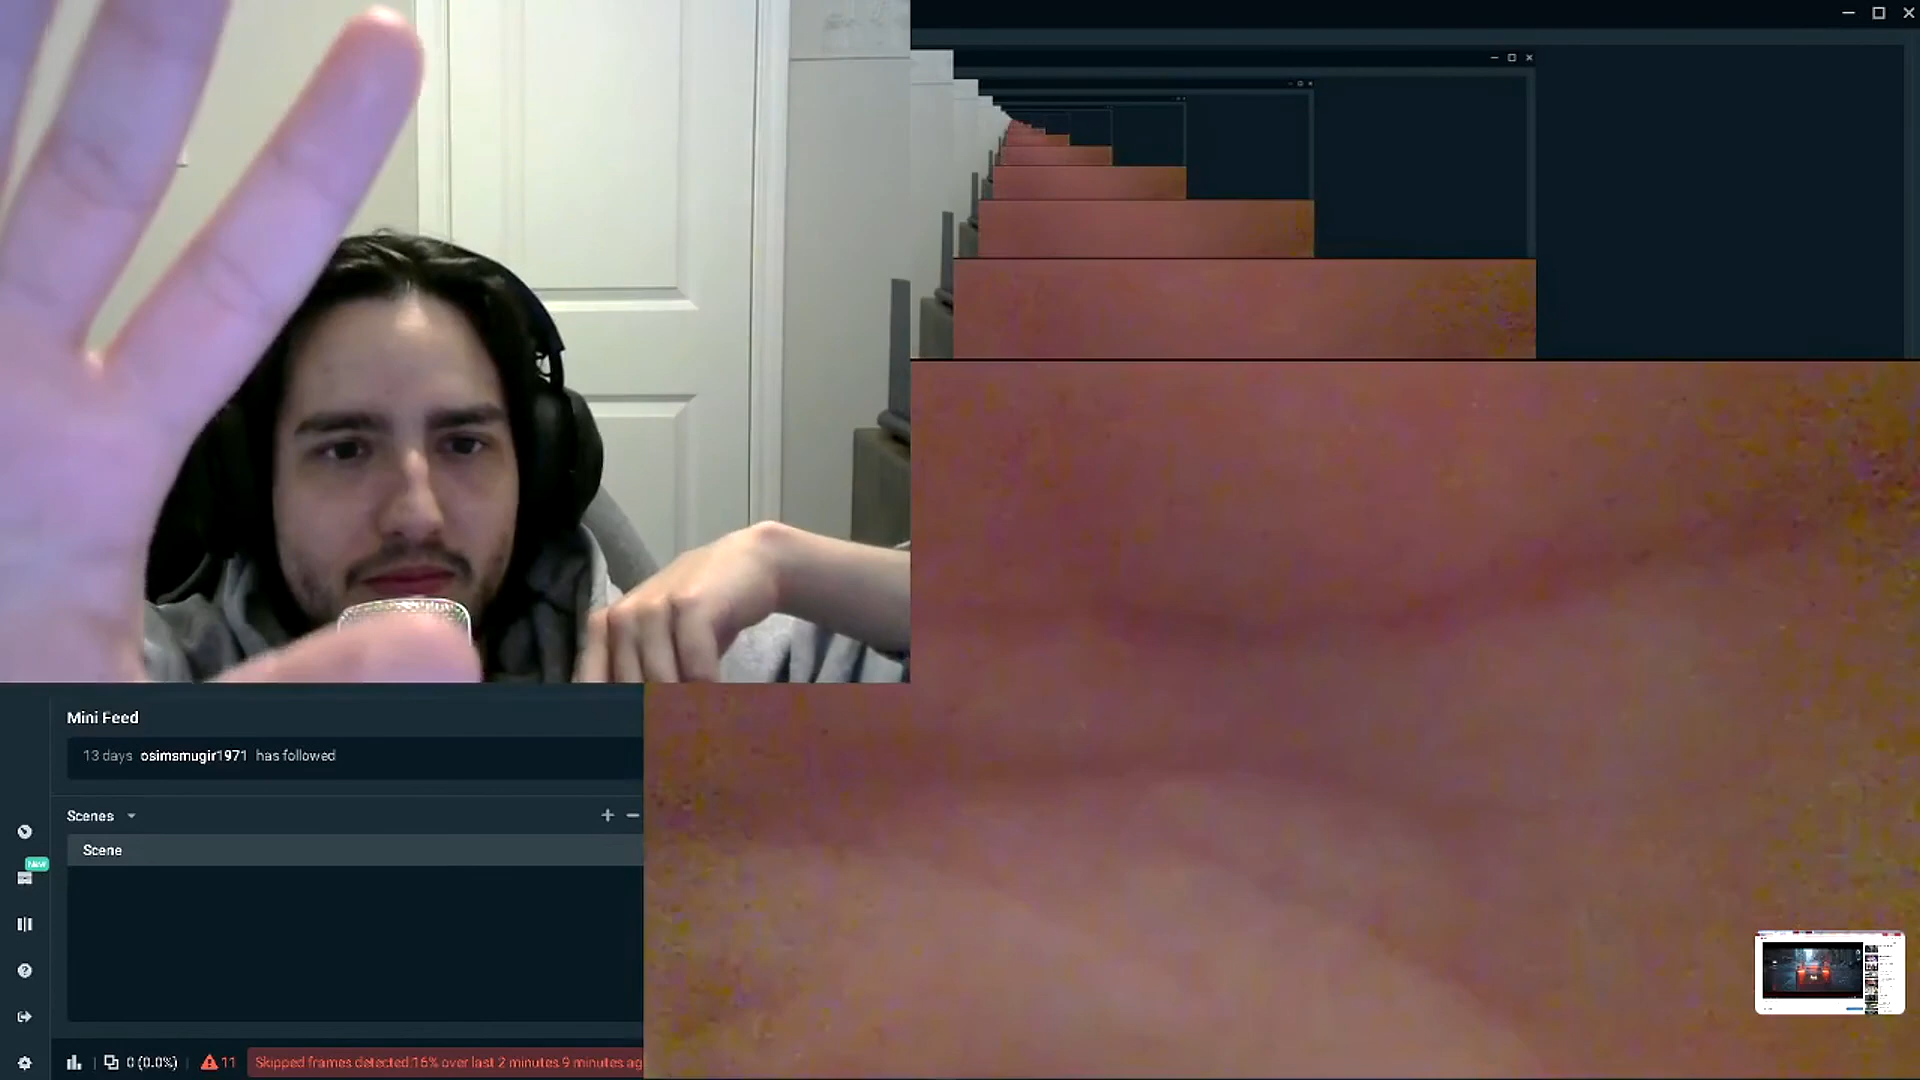 Mini Feed
13 days osimsmugir1971 has followed
Scenes
Scene
New
0 (0.0%)
11
Skipped frames detected:16% over last 2 minutes 9 minutes ag